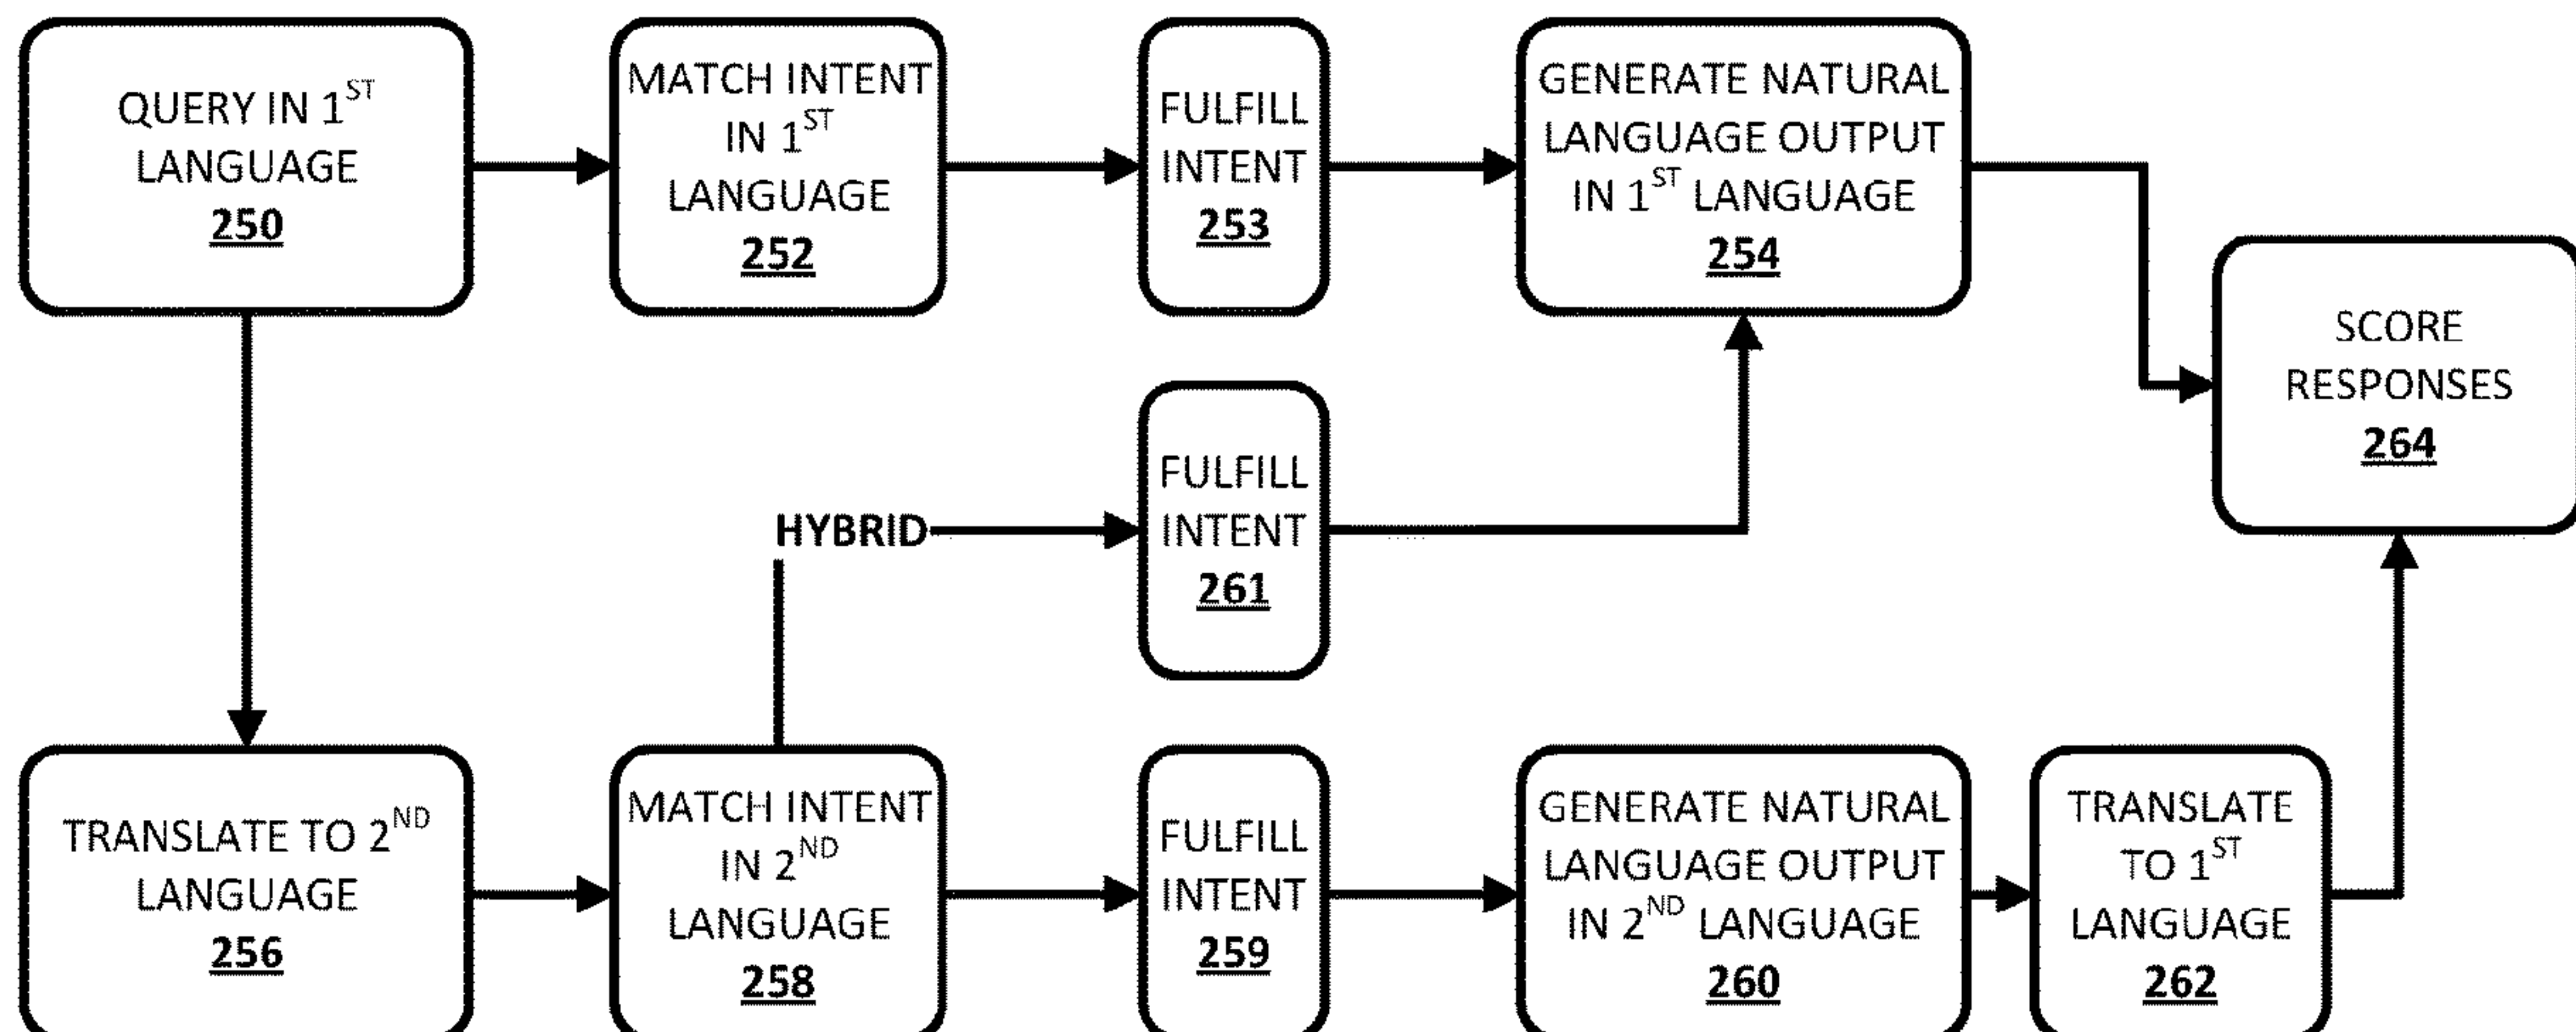 QUERY IN 1ST
LANGUAGE
250
MATCH INTENT
IN 1ST
LANGUAGE
252
FULFILL
INTENT
253
GENERATE NATURAL
LANGUAGE OUTPUT
IN 1ST LANGUAGE
254
SCORE
RESPONSES
264
HYBRID
FULFILL
INTENT
261
TRANSLATE TO 2ND
LANGUAGE
256
MATCH INTENT
IN 2ND
LANGUAGE
258
FULFILL
INTENT
259
GENERATE NATURAL
LANGUAGE OUTPUT
IN 2ND LANGUAGE
260
TRANSLATE
TO 1ST
LANGUAGE
262